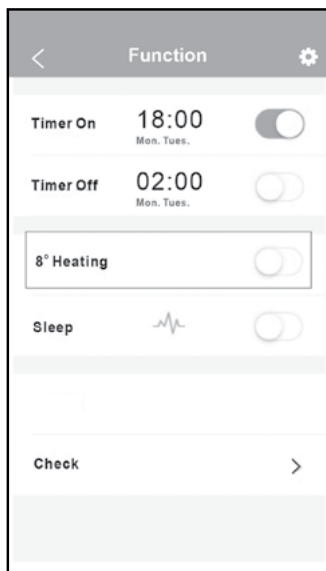 Function
Timer On 18:00
Mon. Tues.
Timer Off 02:00
Mon. Tues.
8° Heating
Sleep
Check